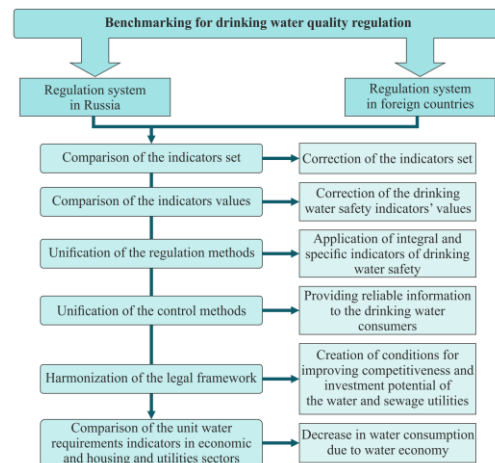 Benchmarking for drinking water quality regulation
Regulation system
in Russia
Regulation system
in foreign countries
Comparison of the indicators set
Correction of the indicators set
Comparison of the indicators values
Correction of the drinking
water safety indicators' values
Unification of the regulation methods
Application of integral and
specific indicators of drinking
water safety
Unification of the control methods
Providing reliable information
to the drinking water
consumers
Harmonization of the legal framework
Creation of conditions for
improving competitiveness and
investment potential of
the water and sewage utilities
Comparison of the unit water
requirements indicators in economic
and housing and utilities sectors
Decrease in water consumption
due to water economy